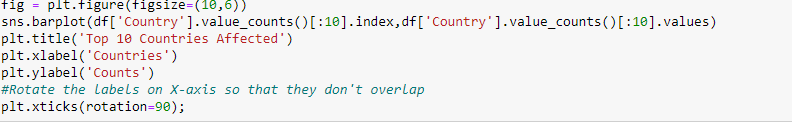 fig = plt.figure(figsize=(10,6))
sns.barplot(df['Country'].value_counts()[:10].index,df['Country'].value_counts()[:10].values)
plt.title('Top 10 Countries Affected')
plt.xlabel('Countries')
plt.ylabel('Counts')
#Rotate the labels on X-axis so that they don't overlap
plt.xticks(rotation=90);